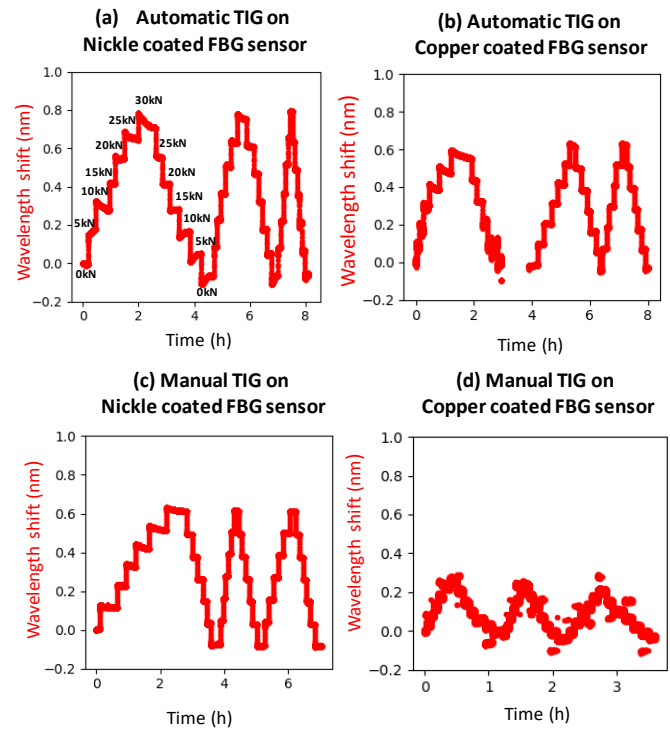 (a) Automatic TIG on
Nickle coated FBG sensor
Wavelength shift (nm)
1.0
0.8
0.6
0.4
0.2
0.0
−0.2
30kN
25kN
20kN
15kN
10kN
5kN
0kN
25kN
20kN
15kN
10kN
5kN
0kN
0
2
4
6
8
Time (h)
(b) Automatic TIG on
Copper coated FBG sensor
Wavelength shift (nm)
1.0
0.8
0.6
0.4
0.2
0.0
−0.2
0
2
4
6
8
Time (h)
(c) Manual TIG on
Nickle coated FBG sensor
Wavelength shift (nm)
1.0
0.8
0.6
0.4
0.2
0.0
−0.2
0
2
4
6
Time (h)
(d) Manual TIG on
Copper coated FBG sensor
Wavelength shift (nm)
1.0
0.8
0.6
0.4
0.2
0.0
−0.2
0
1
2
3
Time (h)